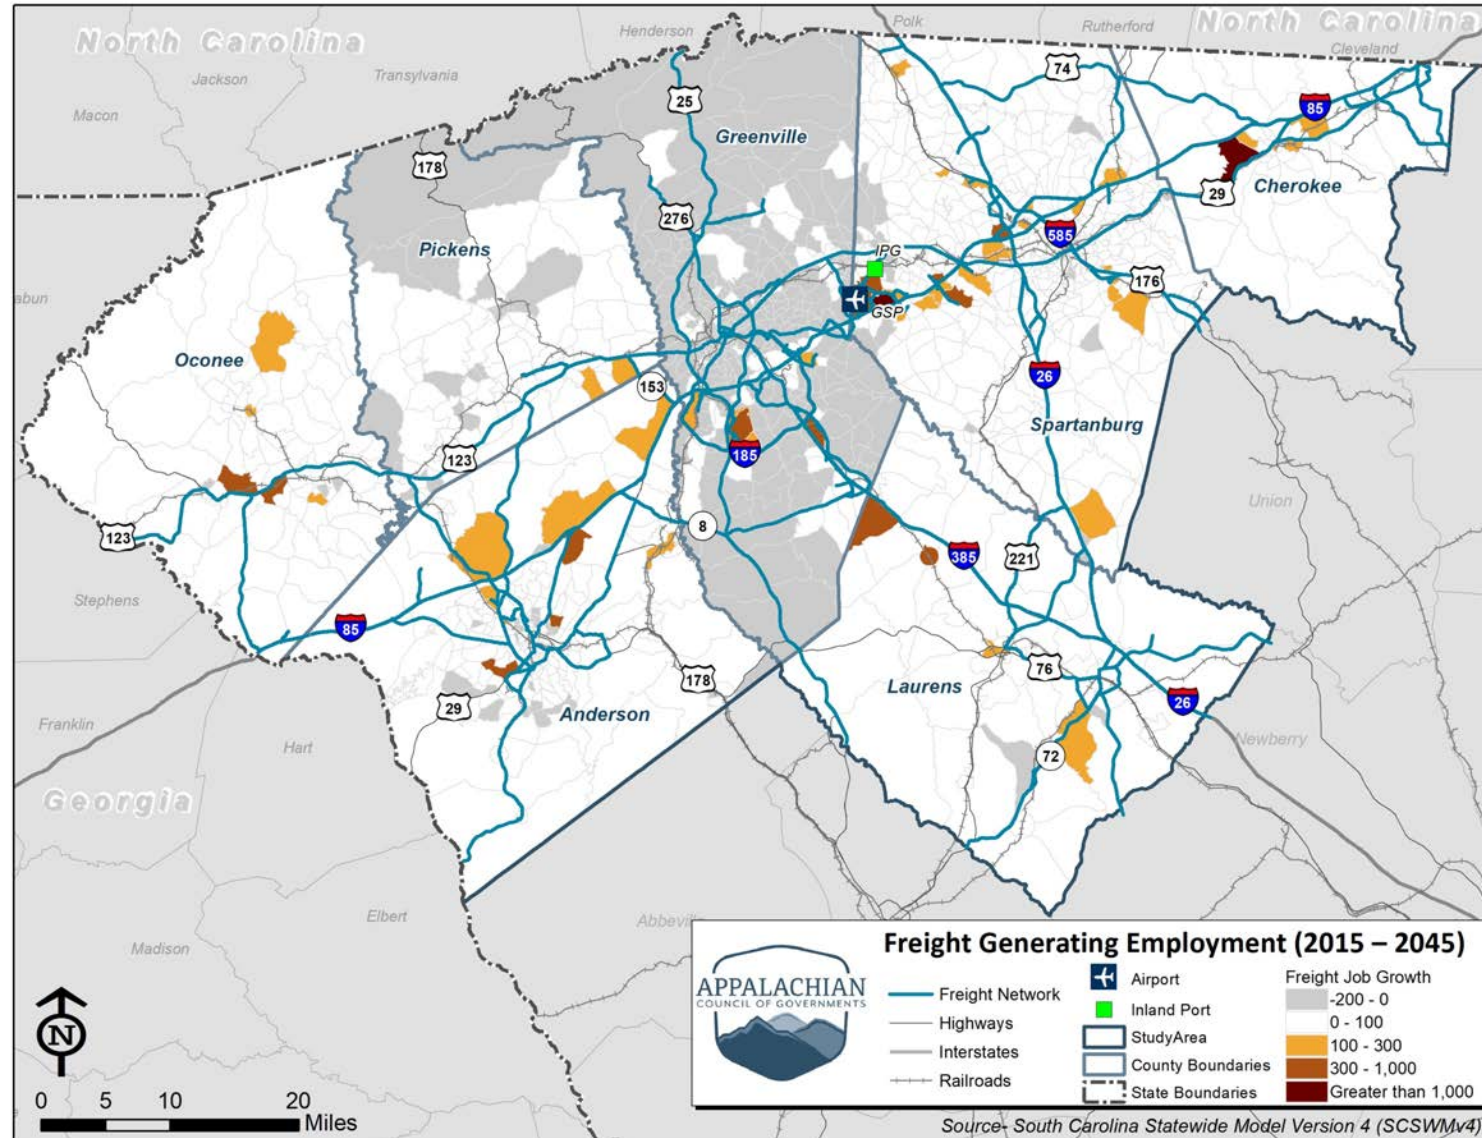 North Carolina
Henderson
Polk
Rutherford
North Carolina
Cleveland
Jackson
Transylvania
Macon
74
85
25
Greenville
178
29
Cherokee
276
585
Pickens
IPG
176
abun
GSP
Oconee
153
26
Spartanburg
123
185
Union
123
8
221
385
Stephens
85
76
178
Laurens
29
Anderson
26
Franklin
Hart
Newberry
72
Georgia
Elbert
Abbeville
Madison
Freight Generating Employment (2015 – 2045)
APPALACHIAN
COUNCIL OF GOVERNMENTS
Freight Network
Highways
Interstates
Railroads
Airport
Inland Port
StudyArea
County Boundaries
State Boundaries
Freight Job Growth
-200 - 0
0 - 100
100 - 300
300 - 1,000
Greater than 1,000
N
0 5 10 20
Miles
Source- South Carolina Statewide Model Version 4 (SCSWMv4)